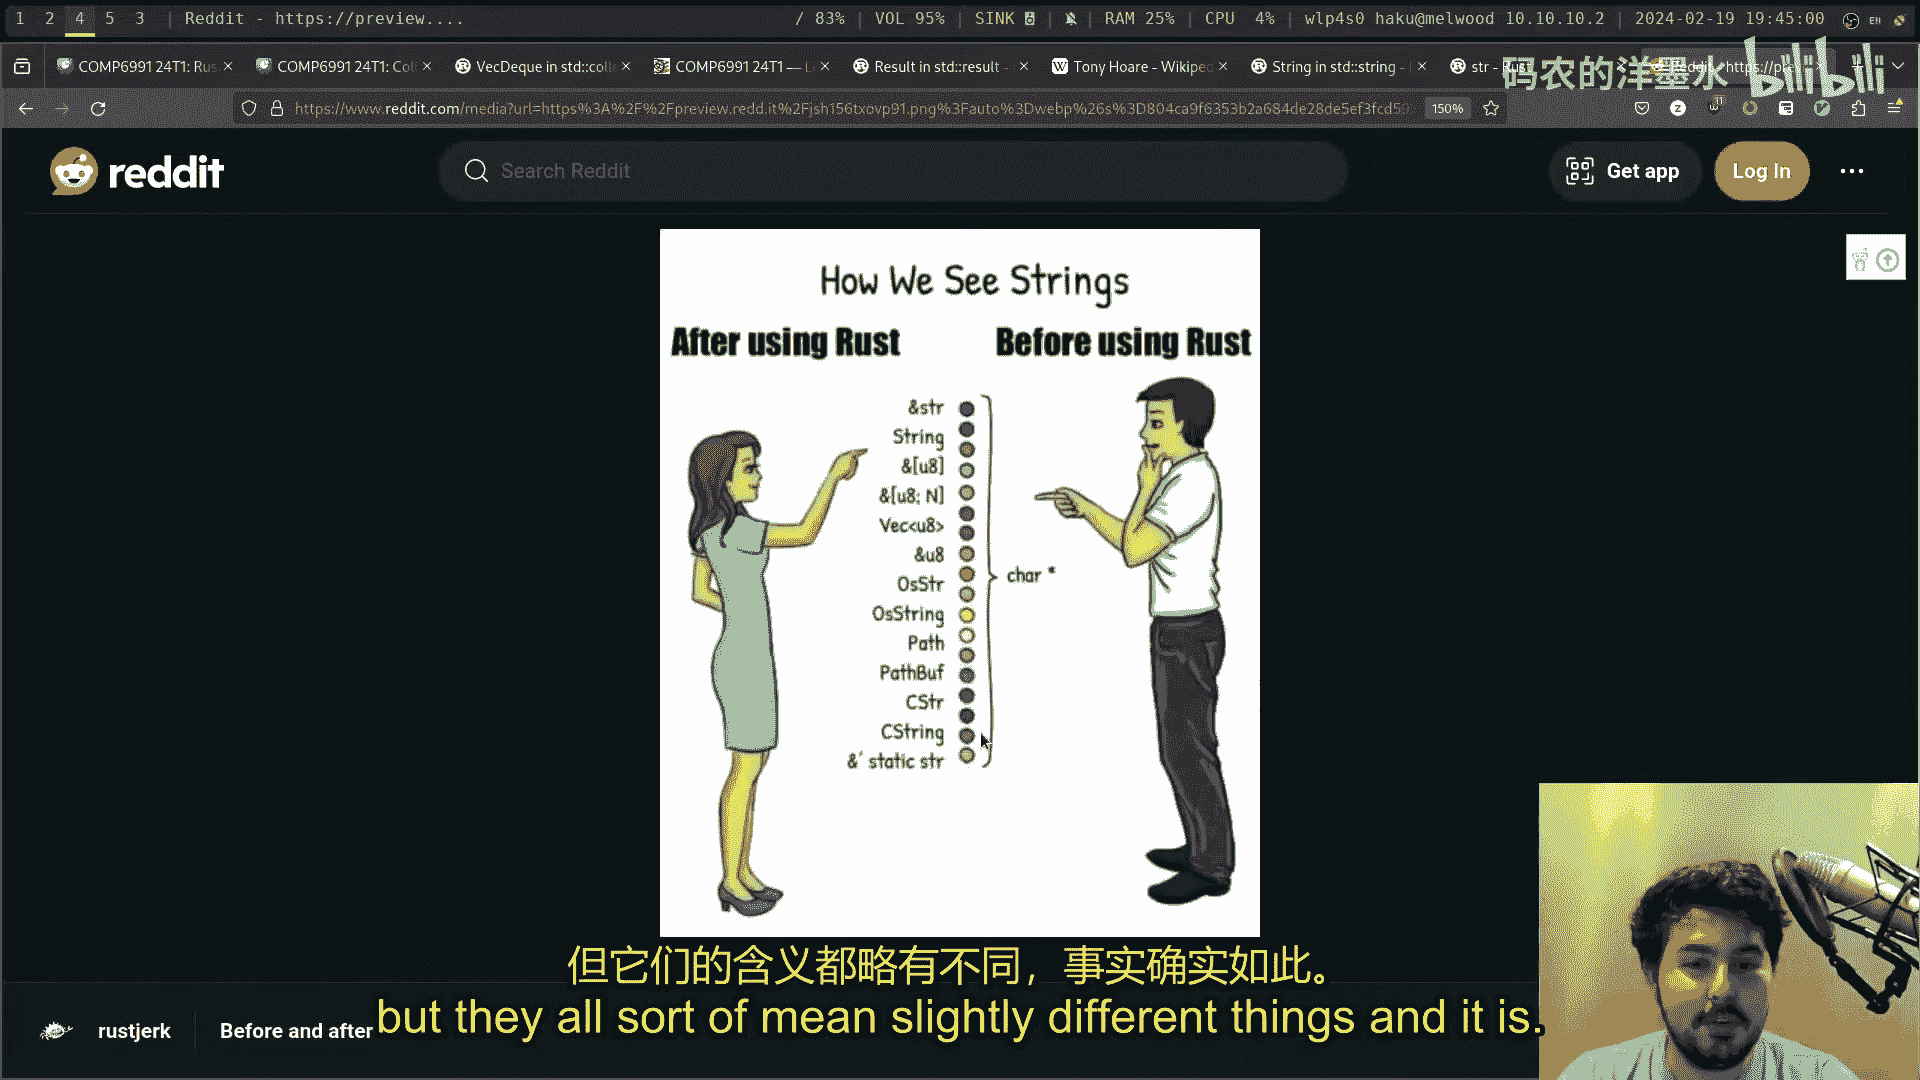 1 2 4 5 3 | Reddit - https://preview....
/ 83% | VOL 95% | SINK | | RAM 25% | CPU 4% | wlp4s0 haku@melwood 10.10.10.2 | 2024-02-19 19:45:00 EN
COMP6991 24T1: Rus
COMP6991 24T1: Col
VecDeque in std::colle
COMP6991 24T1 — L
Result in std::result -
Tony Hoare - Wikiped
String in std::string -
str - Rust
Reddit - https://pre
码农的洋墨水 bilibili
https://www.reddit.com/media?url=https%3A%2F%2Fpreview.redd.it%2Fjsh156txovp91.png%3Fauto%3Dwebp%26s%3D804ca9f6353b2a684de28de5ef3fcd59
150%
reddit
Search Reddit
Get app
Log In
How We See Strings
After using Rust
Before using Rust
&str
String
&[u8]
&[u8; N]
Vec<u8>
&u8
OsStr
OsString
Path
PathBuf
CStr
CString
&' static str
char *
但它们的含义都略有不同，事实确实如此。
but they all sort of mean slightly different things and it is.
rustjerk
Before and after